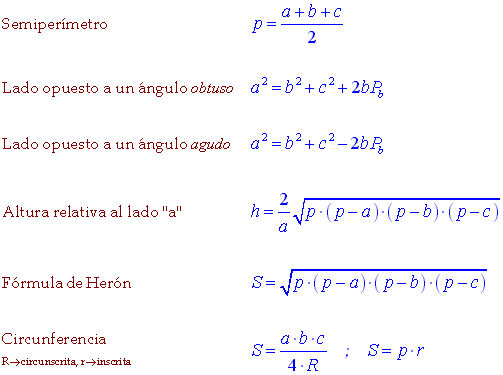 Semiperímetro p = (a + b + c)/2
Lado opuesto a un ángulo obtuso a² = b² + c² + 2bP_b
Lado opuesto a un ángulo agudo a² = b² + c² − 2bP_b
Altura relativa al lado "a" h = 2/a √(p·(p − a)·(p − b)·(p − c))
Fórmula de Herón S = √(p·(p − a)·(p − b)·(p − c))
Circunferencia S = (a·b·c)/(4·R) ; S = p·r
R→circunscrita, r→inscrita